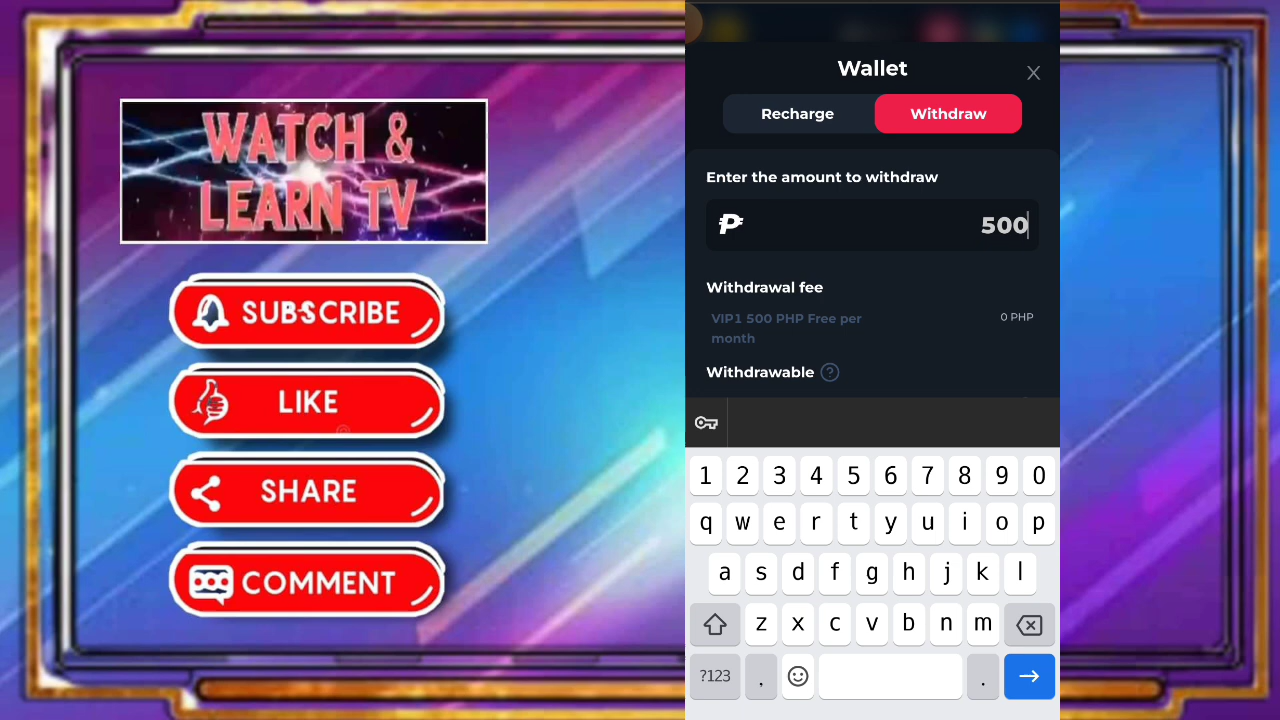 WATCH &
LEARN TV
SUBSCRIBE
LIKE
SHARE
COMMENT
Wallet
X
Recharge
Withdraw
Enter the amount to withdraw
₱ 500
Withdrawal fee
VIP1 500 PHP Free per
month
0 PHP
Withdrawable ?
1 2 3 4 5 6 7 8 9 0
q w e r t y u i o p
a s d f g h j k l
z x c v b n m
?123 , .